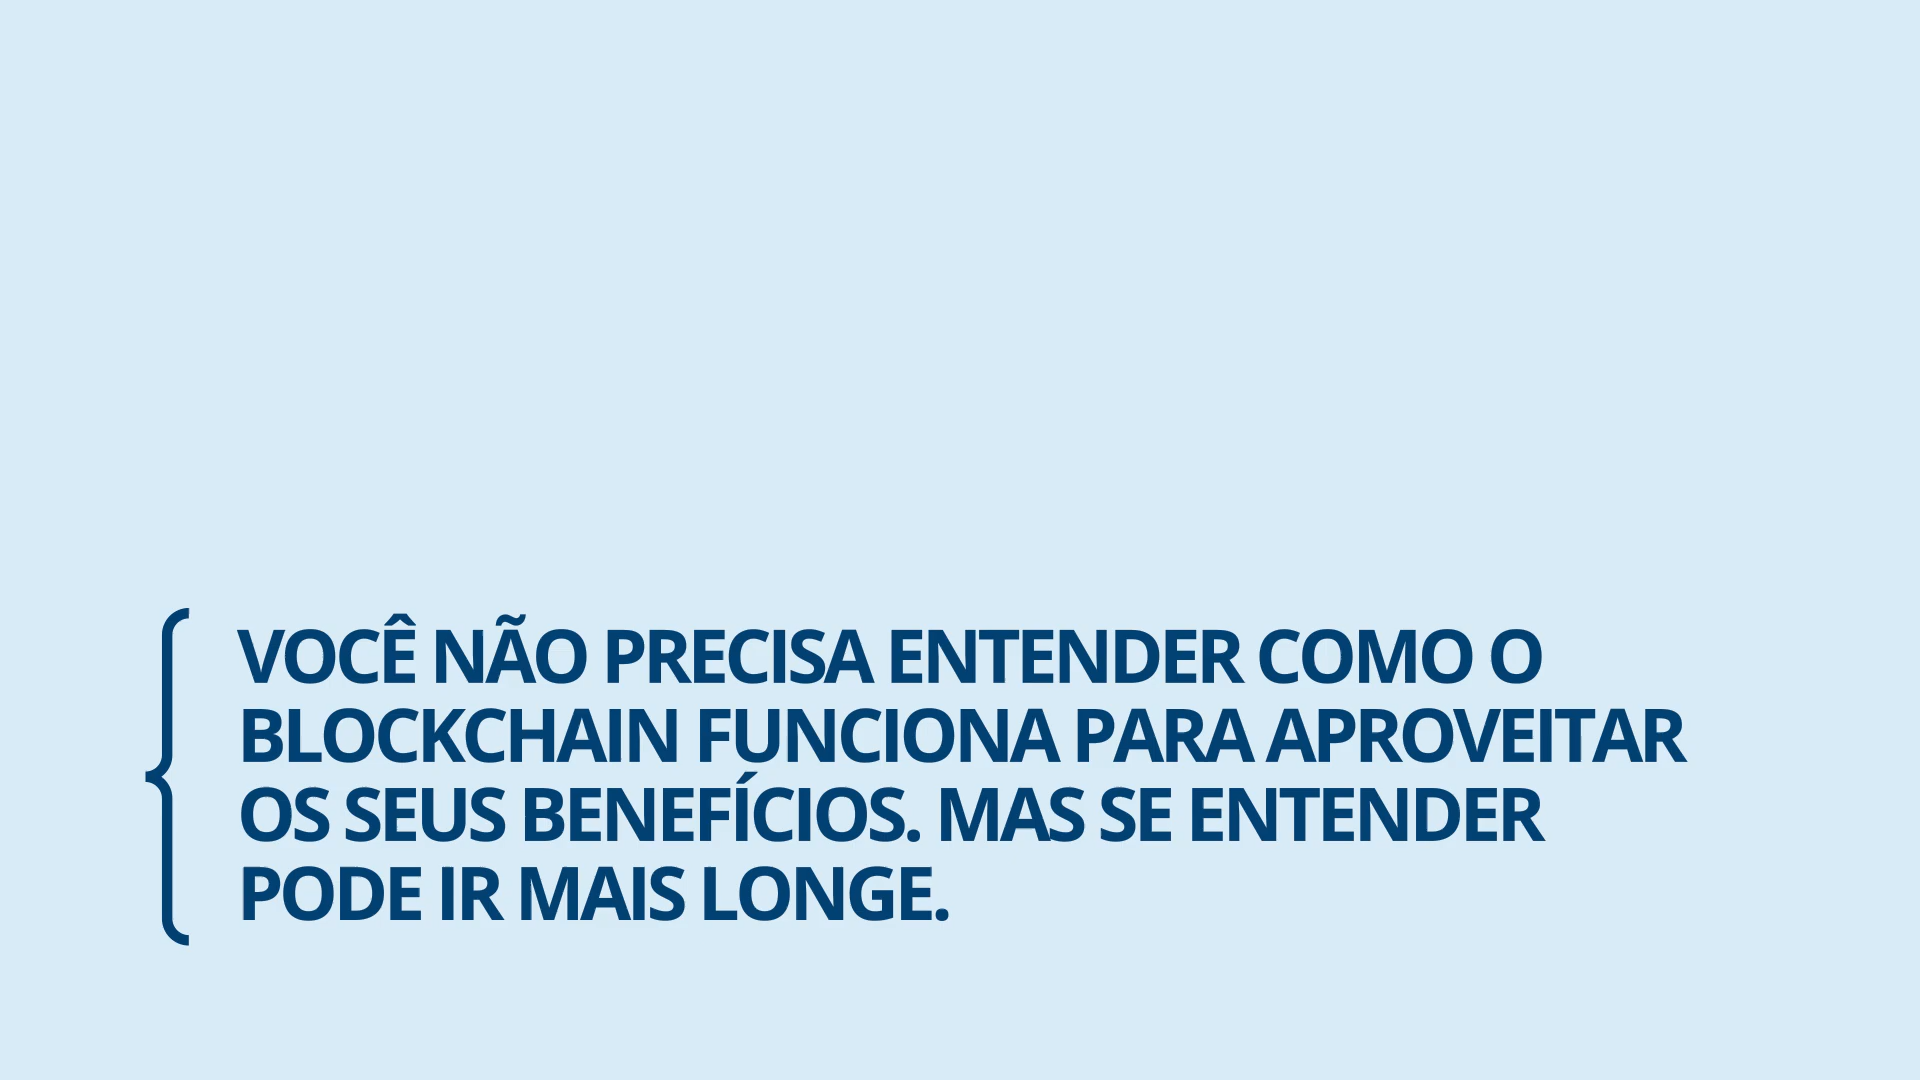 VOCÊ NÃO PRECISA ENTENDER COMO O
BLOCKCHAIN FUNCIONA PARA APROVEITAR
OS SEUS BENEFÍCIOS. MAS SE ENTENDER
PODE IR MAIS LONGE.